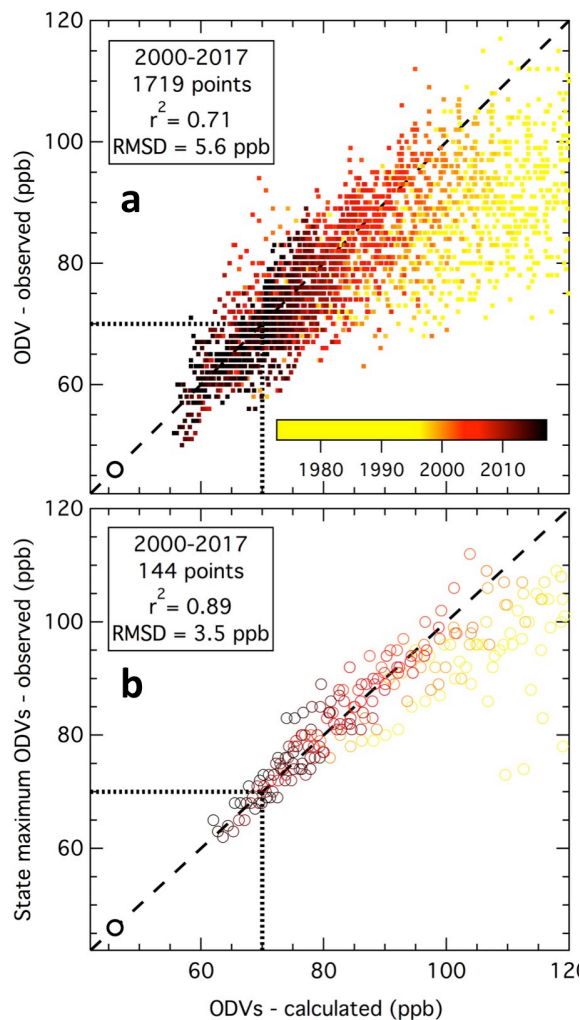 120
100
80
60
ODV - observed (ppb)
2000-2017
1719 points
r² = 0.71
RMSD = 5.6 ppb
a
1980 1990 2000 2010
120
100
80
60
State maximum ODVs - observed (ppb)
2000-2017
144 points
r² = 0.89
RMSD = 3.5 ppb
b
60 80 100 120
ODVs - calculated (ppb)